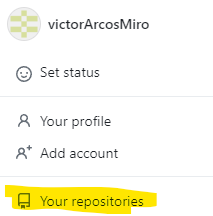 victorArcosMiro
Set status
Your profile
Add account
Your repositories